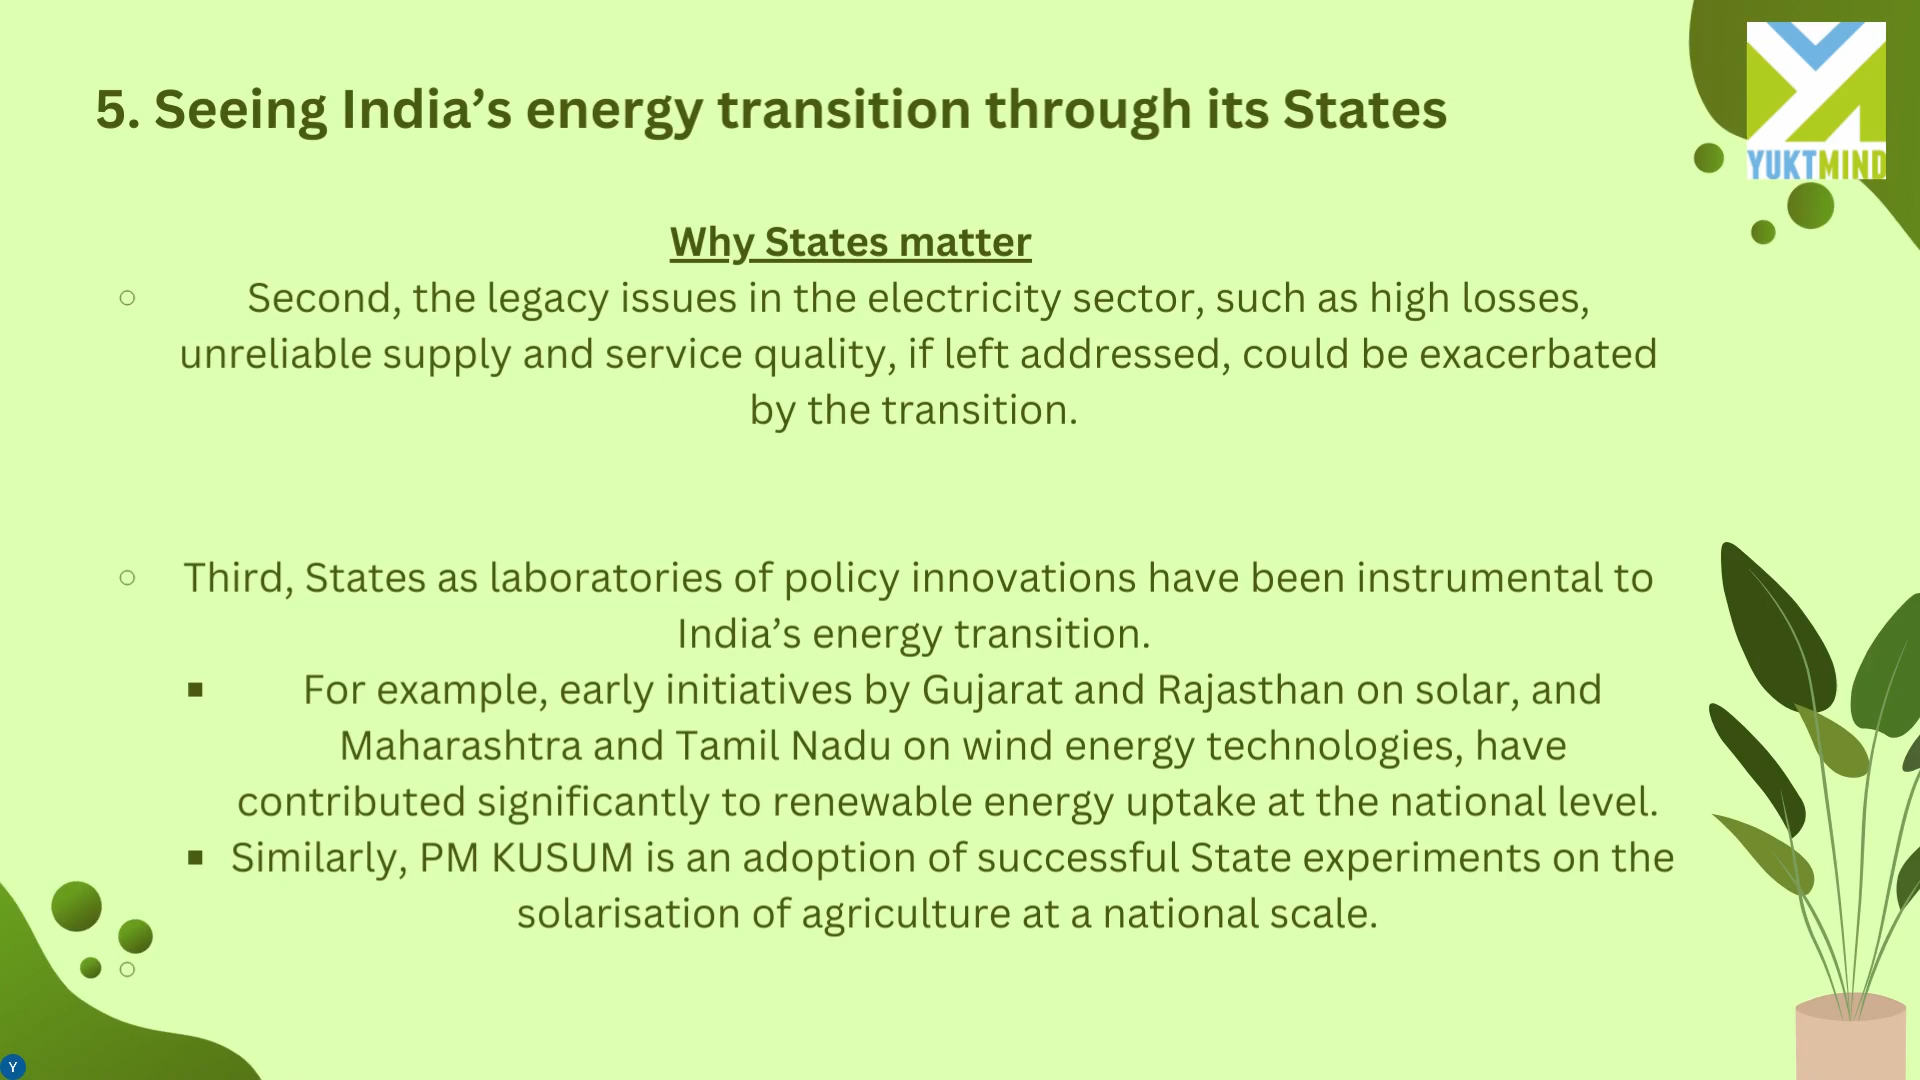 5. Seeing India’s energy transition through its States
YUKTMIND
Why States matter
Second, the legacy issues in the electricity sector, such as high losses,
unreliable supply and service quality, if left addressed, could be exacerbated
by the transition.
Third, States as laboratories of policy innovations have been instrumental to
India’s energy transition.
For example, early initiatives by Gujarat and Rajasthan on solar, and
Maharashtra and Tamil Nadu on wind energy technologies, have
contributed significantly to renewable energy uptake at the national level.
Similarly, PM KUSUM is an adoption of successful State experiments on the
solarisation of agriculture at a national scale.
Y